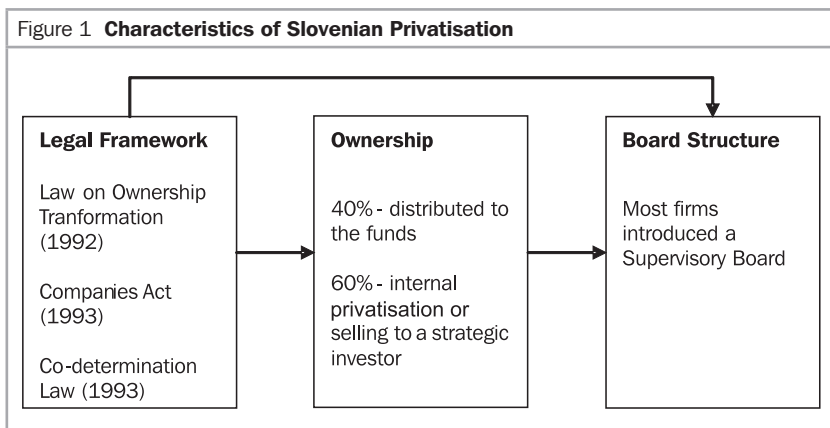 Figure 1 Characteristics of Slovenian Privatisation
Legal Framework
Law on Ownership
Tranformation
(1992)
Companies Act
(1993)
Co-determination
Law (1993)
Ownership
40% - distributed to
the funds
60% - internal
privatisation or
selling to a strategic
investor
Board Structure
Most firms
introduced a
Supervisory Board